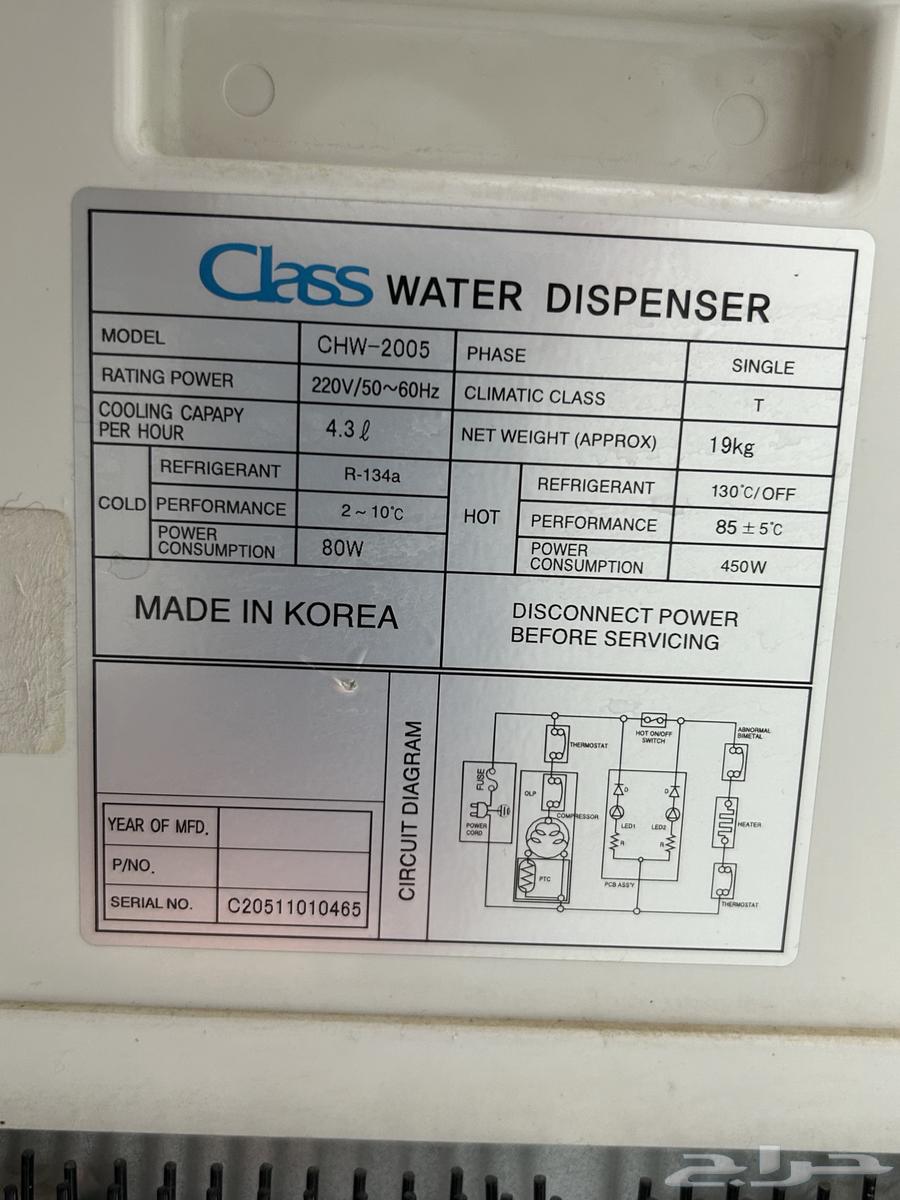 Class WATER DISPENSER
MODEL CHW-2005 PHASE SINGLE
RATING POWER 220V/50~60Hz CLIMATIC CLASS T
COOLING CAPAPY PER HOUR 4.3ℓ NET WEIGHT (APPROX) 19kg
COLD
REFRIGERANT R-134a
PERFORMANCE 2~10℃
POWER CONSUMPTION 80W
HOT
REFRIGERANT 130℃/OFF
PERFORMANCE 85±5℃
POWER CONSUMPTION 450W
MADE IN KOREA
DISCONNECT POWER
BEFORE SERVICING
YEAR OF MFD.
P/NO.
SERIAL NO. C20511010465
CIRCUIT DIAGRAM
FUSE
POWER
CORD
THERMOSTAT
OLP
COMPRESSOR
PTC
HOT ON/OFF
SWITCH
D
D
LED1
LED2
R
R
PCB ASS'Y
ABNORMAL
BIMETAL
HEATER
THERMOSTAT
حراج